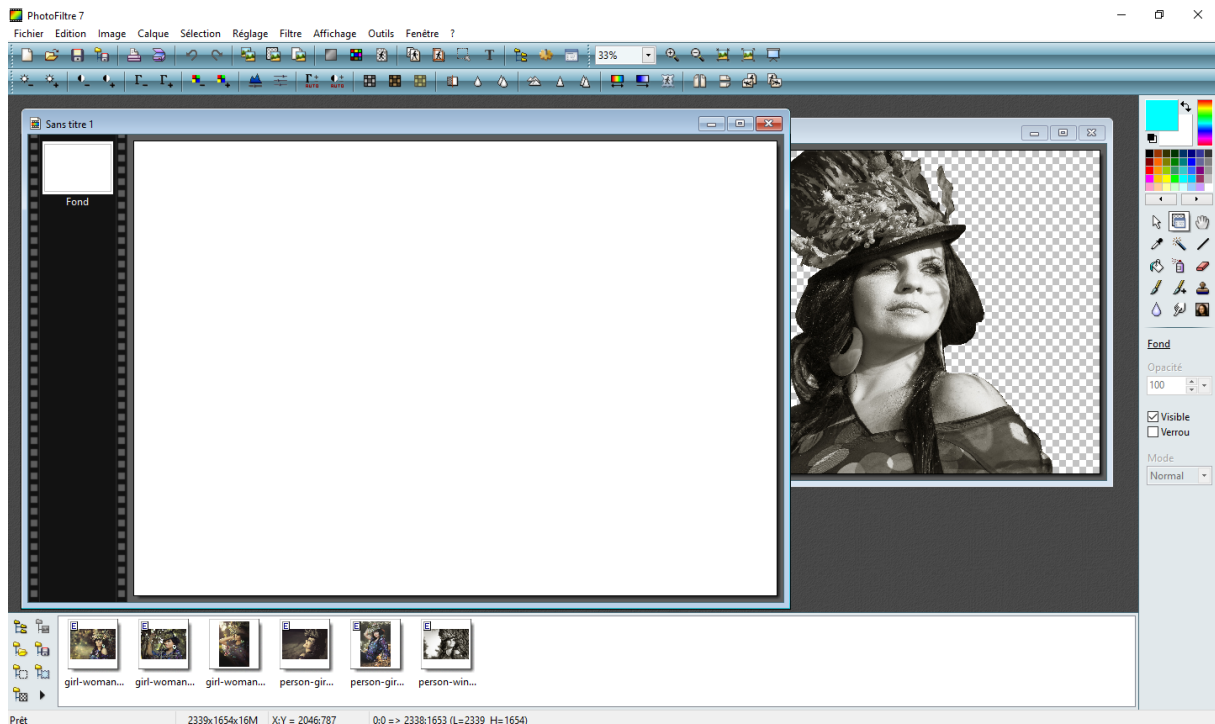 PhotoFiltre 7
Fichier Edition Image Calque Sélection Réglage Filtre Affichage Outils Fenêtre ?
T 33%
AUTO AUTO
Sans titre 1
Fond
Fond
Opacité
100
Visible
Verrou
Mode
Normal
E E E E E
girl-woman... girl-woman... girl-woman... person-gir... person-gir... person-win...
Prêt 2339x1654x16M X:Y = 2046:787 0:0 => 2338:1653 (L=2339 H=1654)